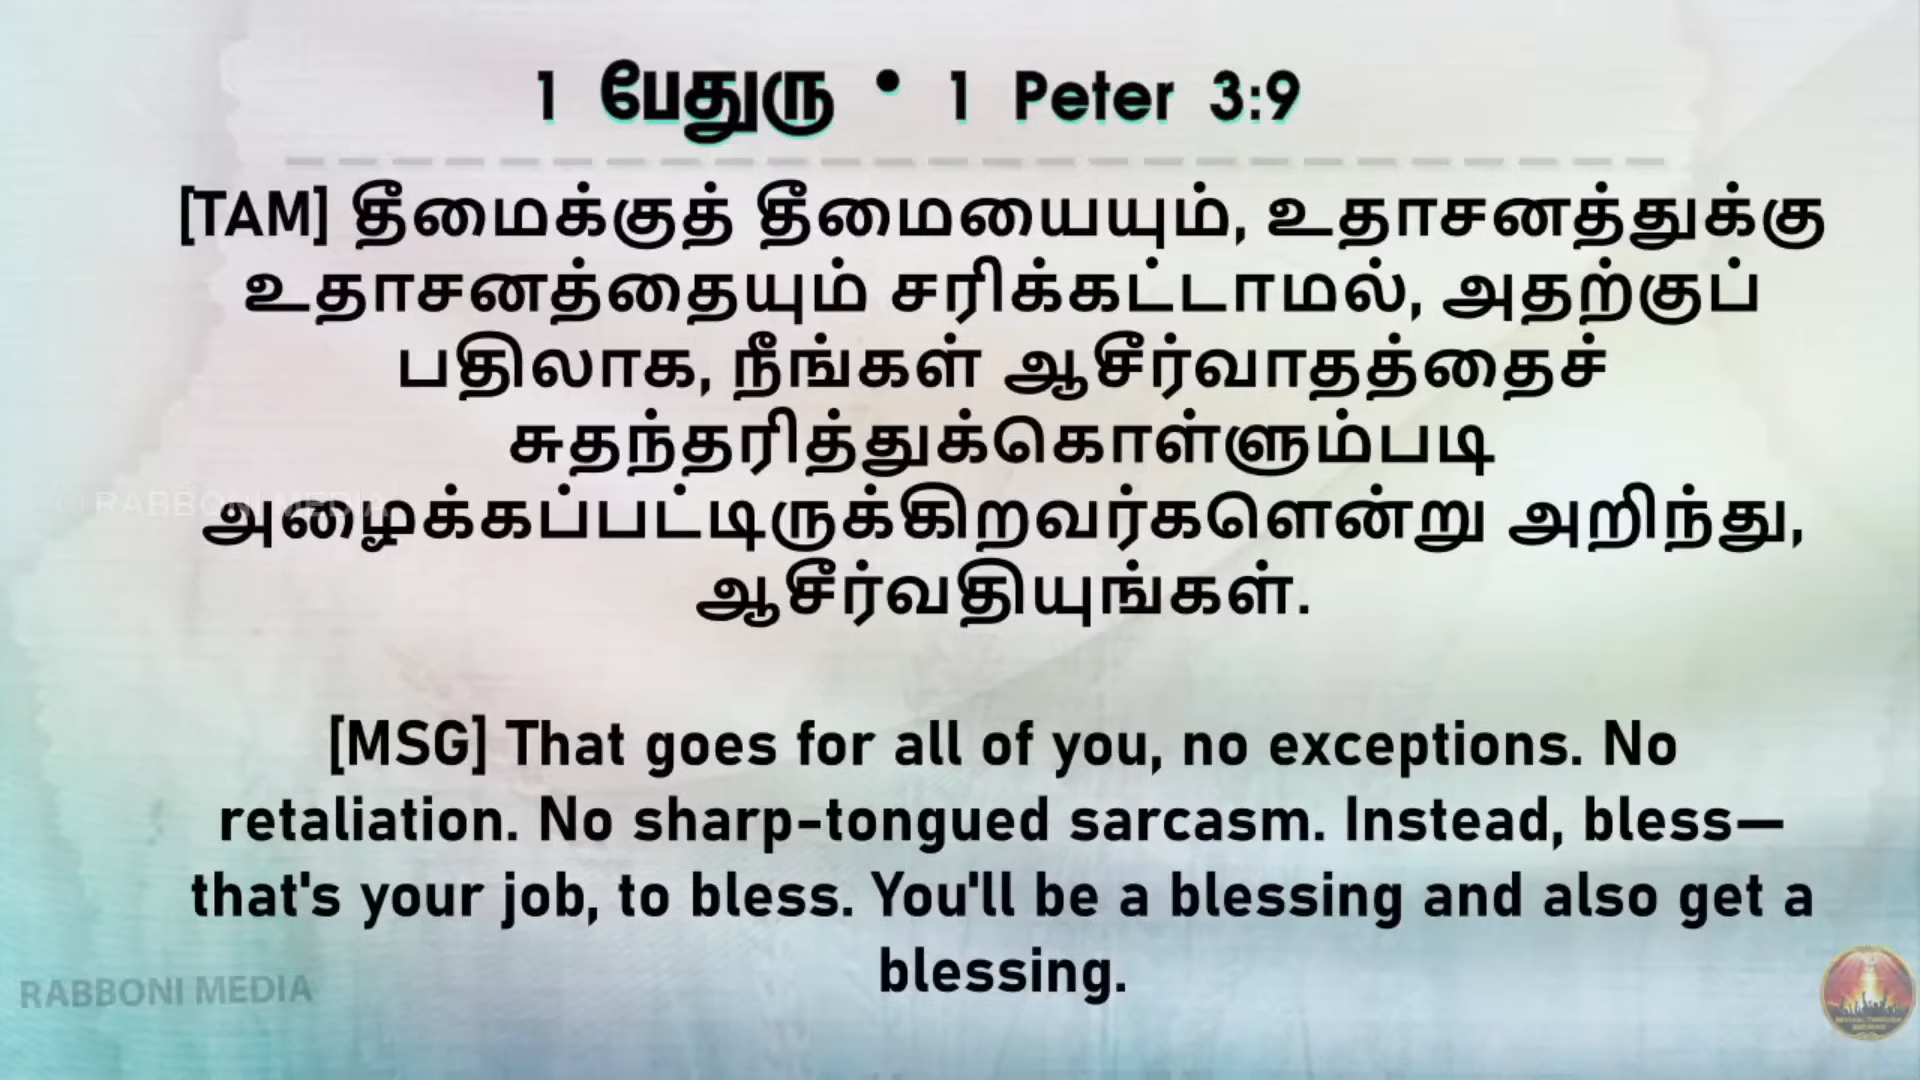 1 பேதுரு • 1 Peter 3:9
[TAM] தீமைக்குத் தீமையையும், உதாசனத்துக்கு
உதாசனத்தையும் சரிக்கட்டாமல், அதற்குப்
பதிலாக, நீங்கள் ஆசீர்வாதத்தைச்
சுதந்தரித்துக்கொள்ளும்படி
© RABBONI MEDIA
அழைக்கப்பட்டிருக்கிறவர்களென்று அறிந்து,
ஆசீர்வதியுங்கள்.
[MSG] That goes for all of you, no exceptions. No
retaliation. No sharp-tongued sarcasm. Instead, bless—
that's your job, to bless. You'll be a blessing and also get a
blessing.
RABBONI MEDIA